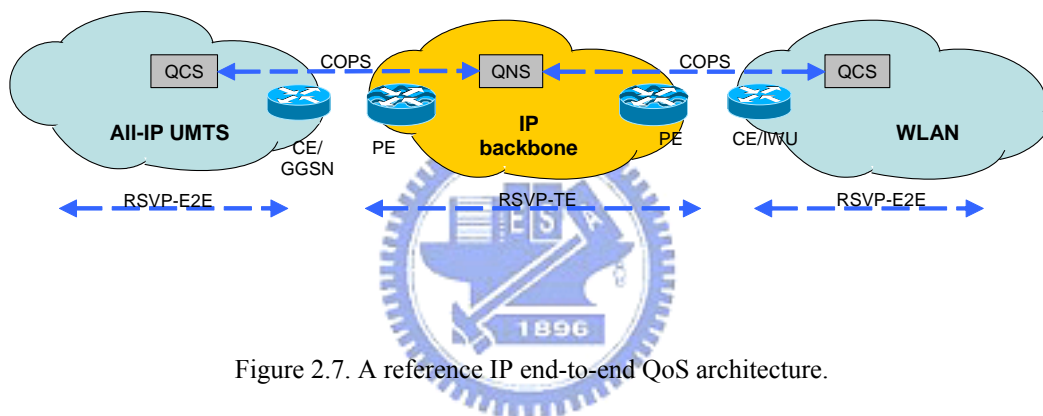 COPS
COPS
QCS
QNS
QCS
All-IP UMTS
CE/
GGSN
PE
IP
backbone
PE
CE/IWU
WLAN
RSVP-E2E
RSVP-TE
RSVP-E2E
E S A
1896
Figure 2.7. A reference IP end-to-end QoS architecture.